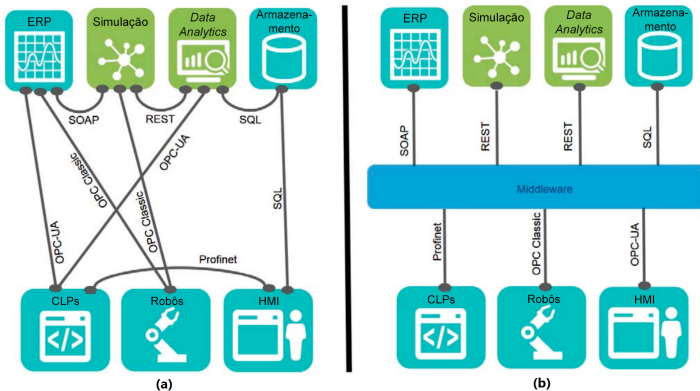 ERP
Simulação
Data
Analytics
Armazena-
mento
SOAP
REST
SQL
OPC-UA
OPC Classic
OPC Classic
OPC-UA
SQL
Profinet
CLPs
Robôs
HMI
</>
(a)
ERP
Simulação
Data
Analytics
Armazena-
mento
SOAP
REST
REST
SQL
Middleware
Profinet
OPC Classic
OPC-UA
CLPs
Robôs
HMI
</>
(b)